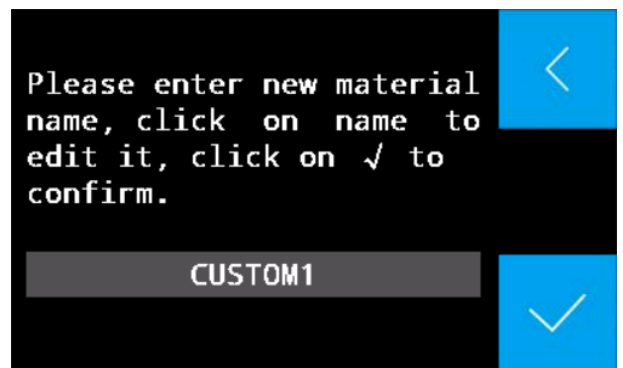 Please enter new material
name, click on name to
edit it, click on √ to
confirm.
CUSTOM1